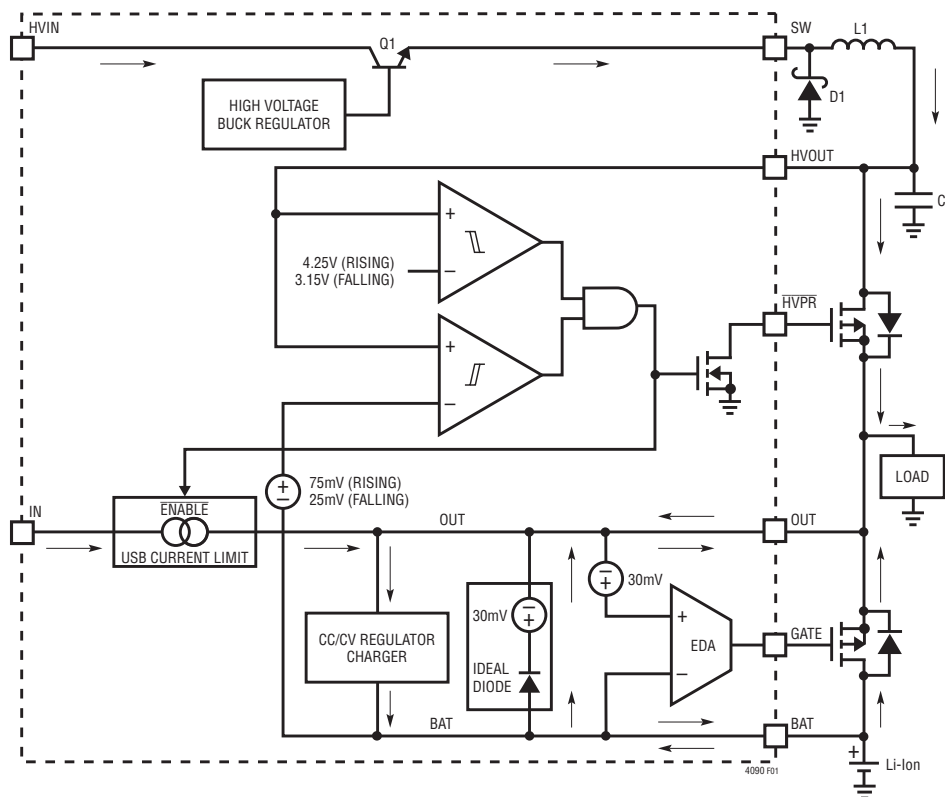 HVIN
Q1
SW
L1
HIGH VOLTAGE
BUCK REGULATOR
D1
HVOUT
C
+
4.25V (RISING)
3.15V (FALLING)
–
HVPR
+
–
75mV (RISING)
25mV (FALLING)
+
–
LOAD
IN
ENABLE
USB CURRENT LIMIT
OUT
OUT
30mV
–
+
CC/CV REGULATOR
CHARGER
30mV
–
+
IDEAL
DIODE
+
EDA
–
GATE
BAT
BAT
4090 F01
+
Li-Ion